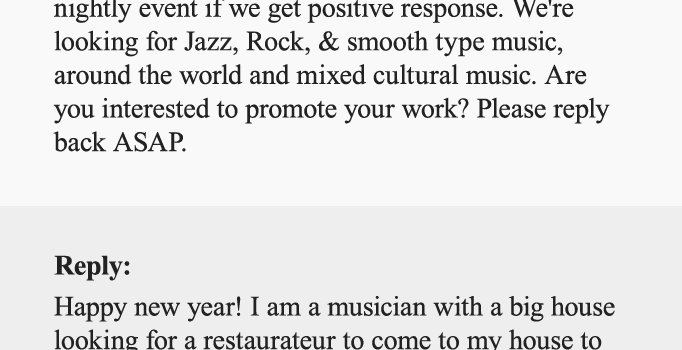 nightly event if we get positive response. We're
looking for Jazz, Rock, & smooth type music,
around the world and mixed cultural music. Are
you interested to promote your work? Please reply
back ASAP.
Reply:
Happy new year! I am a musician with a big house
looking for a restaurateur to come to my house to